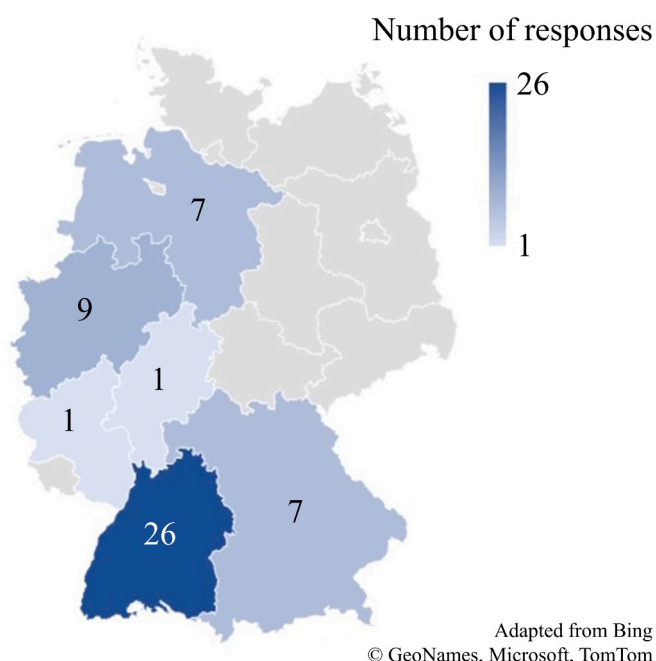 Number of responses
26
1
7
9
1
1
26
7
Adapted from Bing
© GeoNames, Microsoft, TomTom